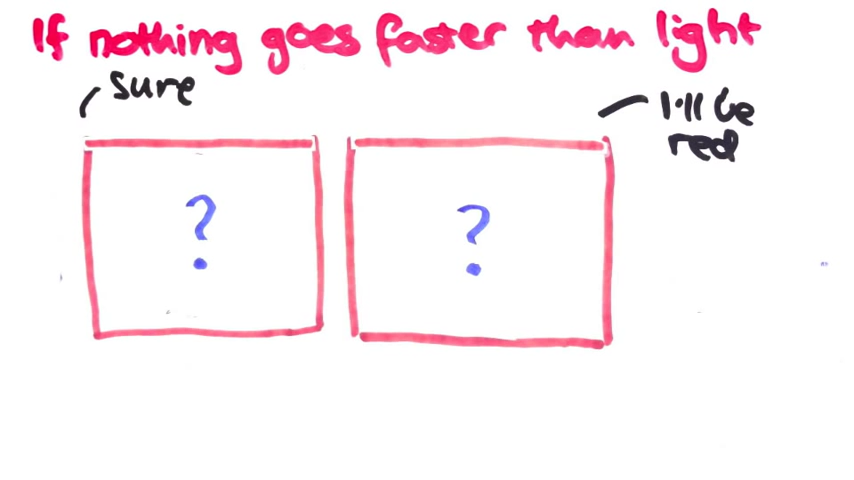 If nothing goes faster than light
sure
I'll be
red
?
?